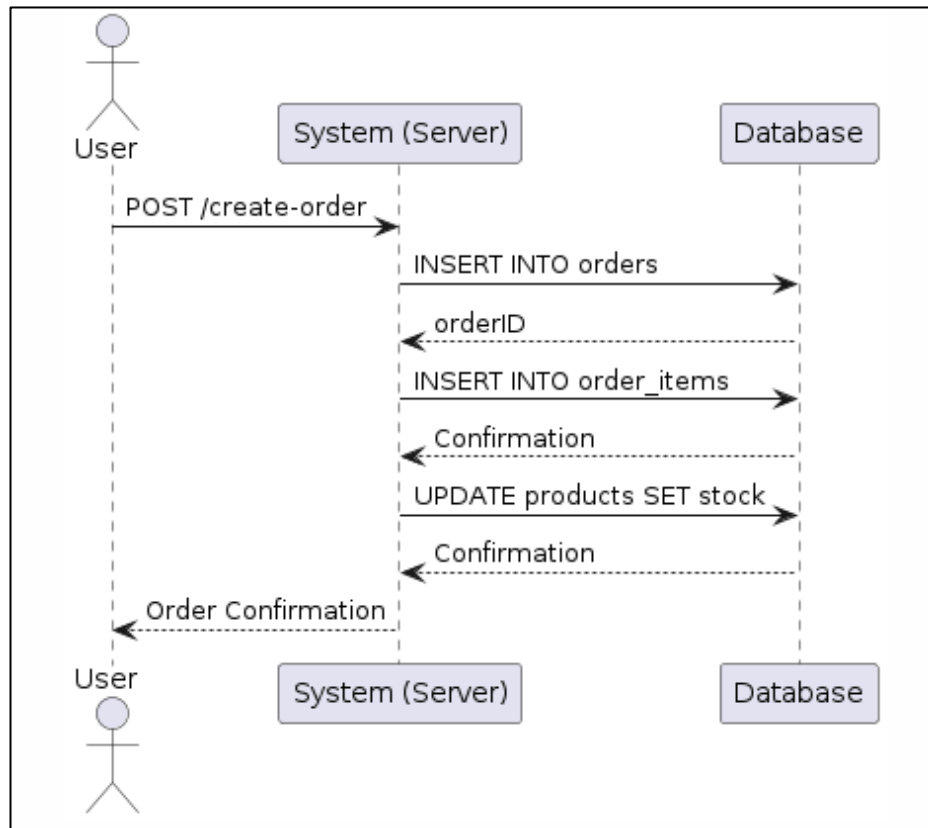 User
System (Server)
Database
POST /create-order
INSERT INTO orders
orderID
INSERT INTO order_items
Confirmation
UPDATE products SET stock
Confirmation
Order Confirmation
User
System (Server)
Database